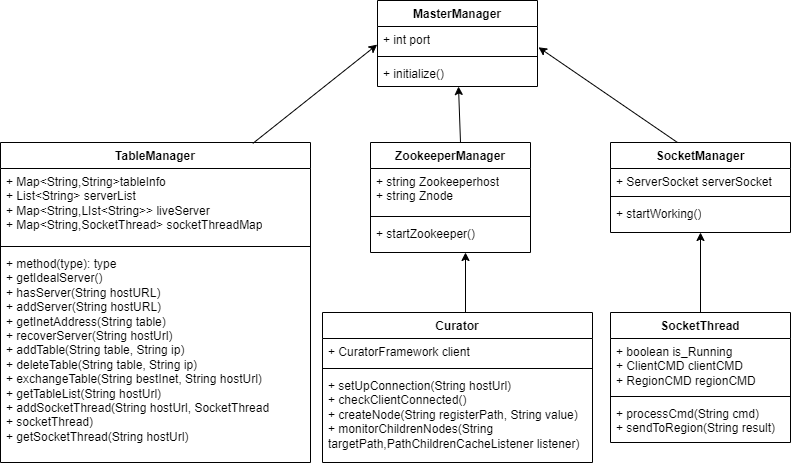 MasterManager
+ int port
+ initialize()
TableManager
+ Map<String,String>tableInfo
+ LIst<String> serverList
+ Map<String,LIst<String>> liveServer
+ Map<String,SocketThread> socketThreadMap
+ method(type): type
+ getIdealServer()
+ hasServer(String hostURL)
+ addServer(String hostURL)
+ getInetAddress(String table)
+ recoverServer(String hostUrl)
+ addTable(String table, String ip)
+ deleteTable(String table, String ip)
+ exchangeTable(String bestInet, String hostUrl)
+ getTableList(String hostUrl)
+ addSocketThread(String hostUrl, SocketThread
+ socketThread)
+ getSocketThread(String hostUrl)
ZookeeperManager
+ string Zookeeperhost
+ string Znode
+ startZookeeper()
SocketManager
+ ServerSocket serverSocket
+ startWorking()
Curator
+ CuratorFramework client
+ setUpConnection(String hostUrl)
+ checkClientConnected()
+ createNode(String registerPath, String value)
+ monitorChildrenNodes(String
targetPath,PathChildrenCacheListener listener)
SocketThread
+ boolean is_Running
+ ClientCMD clientCMD
+ RegionCMD regionCMD
+ processCmd(String cmd)
+ sendToRegion(String result)